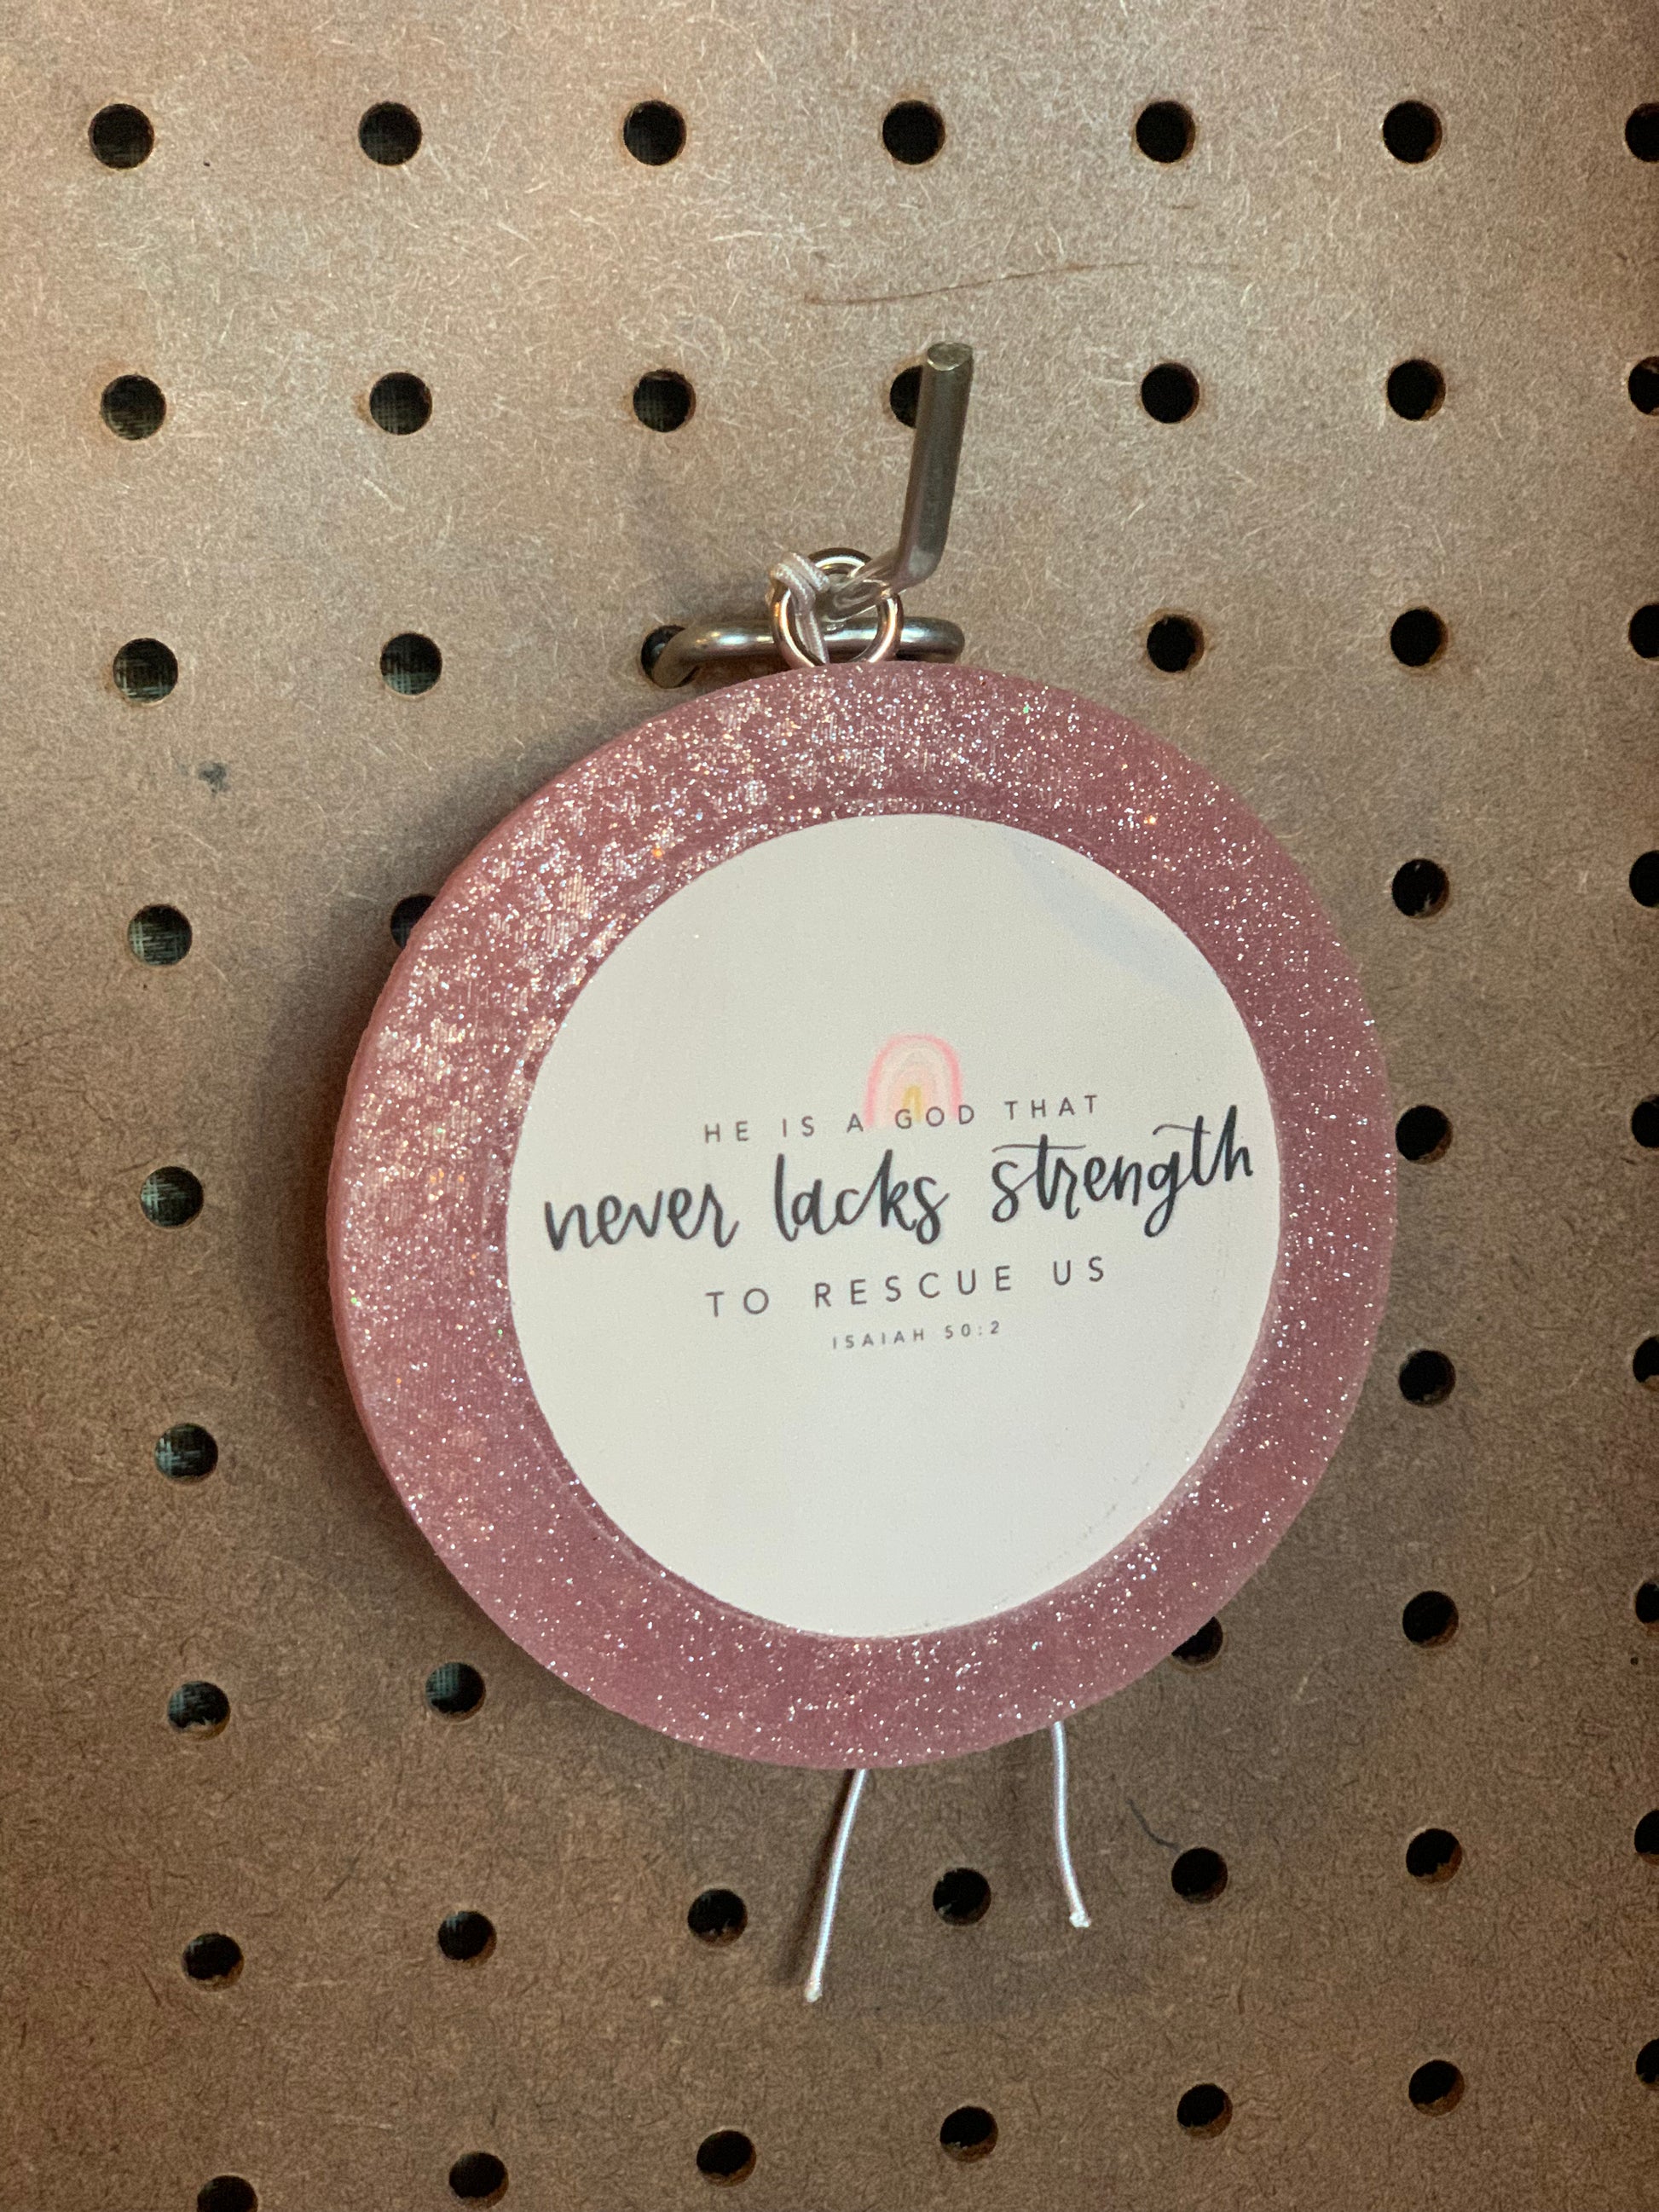 HE IS A GOD THAT
never lacks strength
TO RESCUE US
ISAIAH 50:2